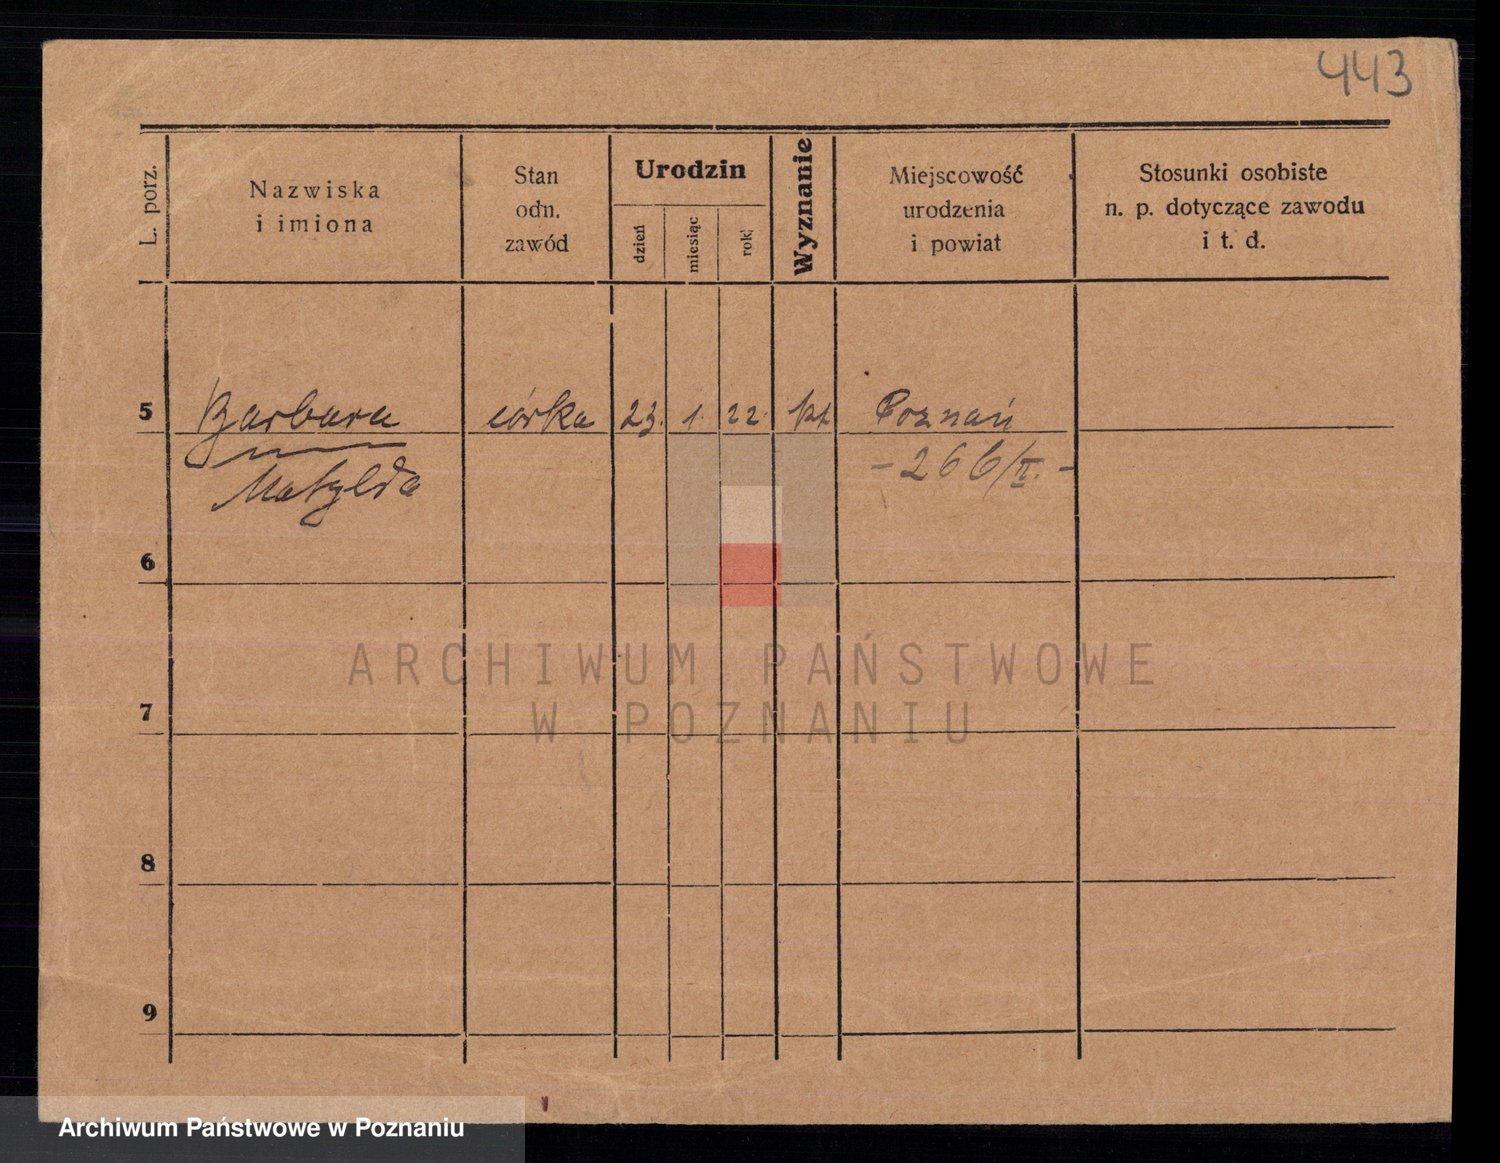 443
L. porz.
Nazwiska
i imiona
Stan
odn.
zawód
Urodzin
dzień
miesiąc
rok
Wyznanie
Miejscowość
urodzenia
i powiat
Stosunki osobiste
n. p. dotyczące zawodu
i t. d.
5 Barbara córka 23. 1. 22. kt. Poznań
Matylda
- 266/II. -
6
ARCHIWUM PAŃSTWOWE
W POZNANIU
7
8
9
Archiwum Państwowe w Poznaniu